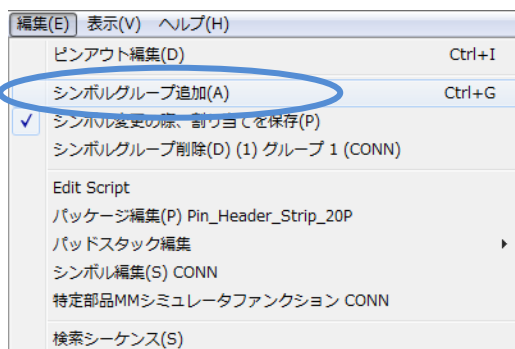 編集(E) 表示(V) ヘルプ(H)
ピンアウト編集(D) Ctrl+I
シンボルグループ追加(A) Ctrl+G
シンボル変更の際、割り当てを保存(P)
シンボルグループ削除(D) (1) グループ 1 (CONN)
Edit Script
パッケージ編集(P) Pin_Header_Strip_20P
パッドスタック編集
シンボル編集(S) CONN
特定部品MMシミュレータファンクション CONN
検索シーケンス(S)